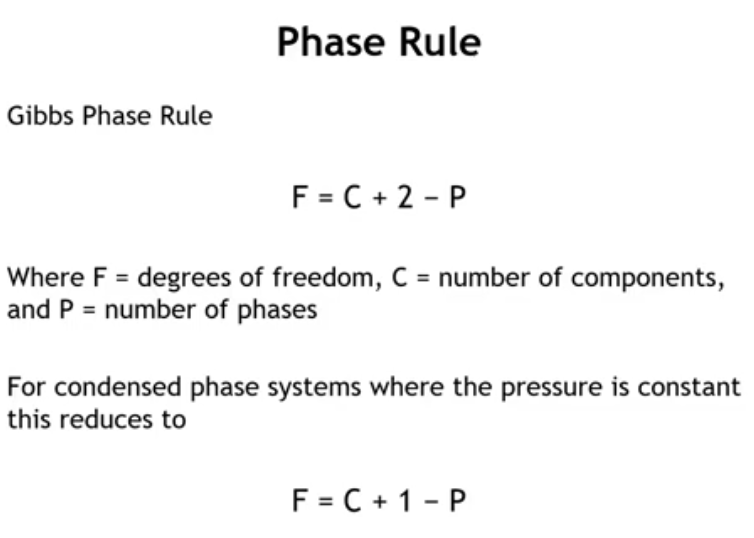 Phase Rule
Gibbs Phase Rule
F = C + 2 – P
Where F = degrees of freedom, C = number of components,
and P = number of phases
For condensed phase systems where the pressure is constant
this reduces to
F = C + 1 – P